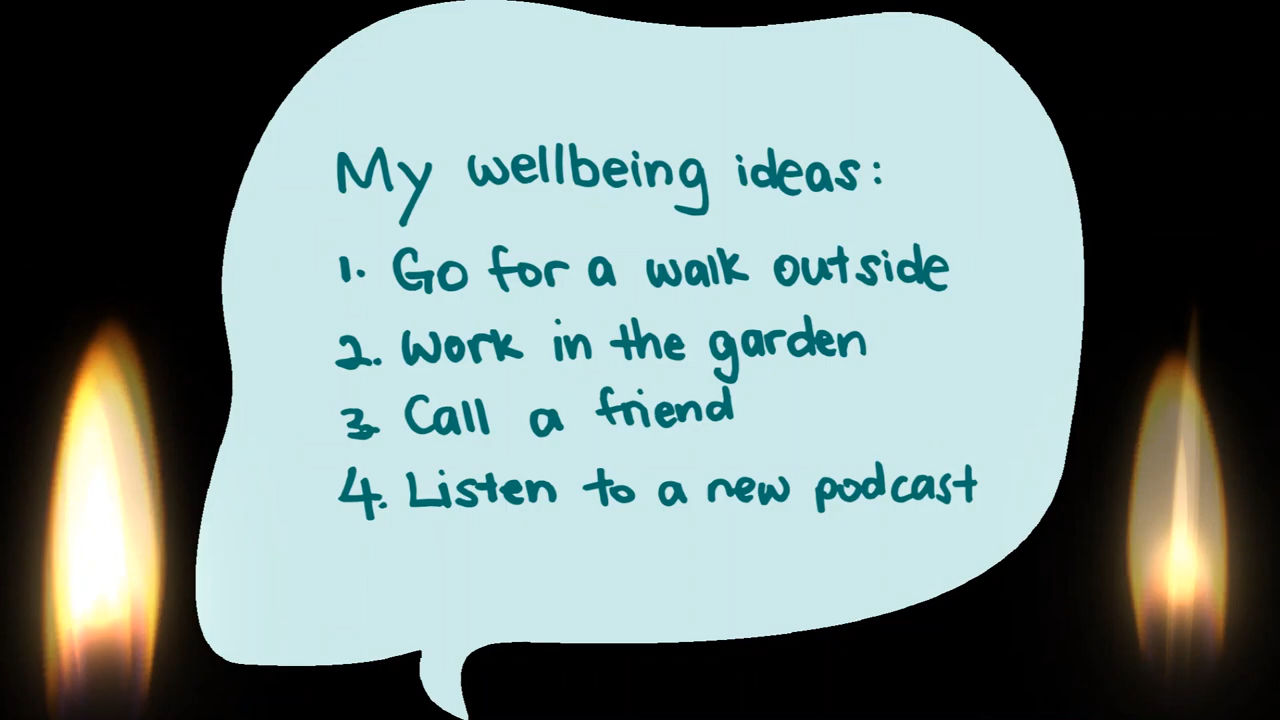 My wellbeing ideas:
1. Go for a walk outside
2. Work in the garden
3. Call a friend
4. Listen to a new podcast